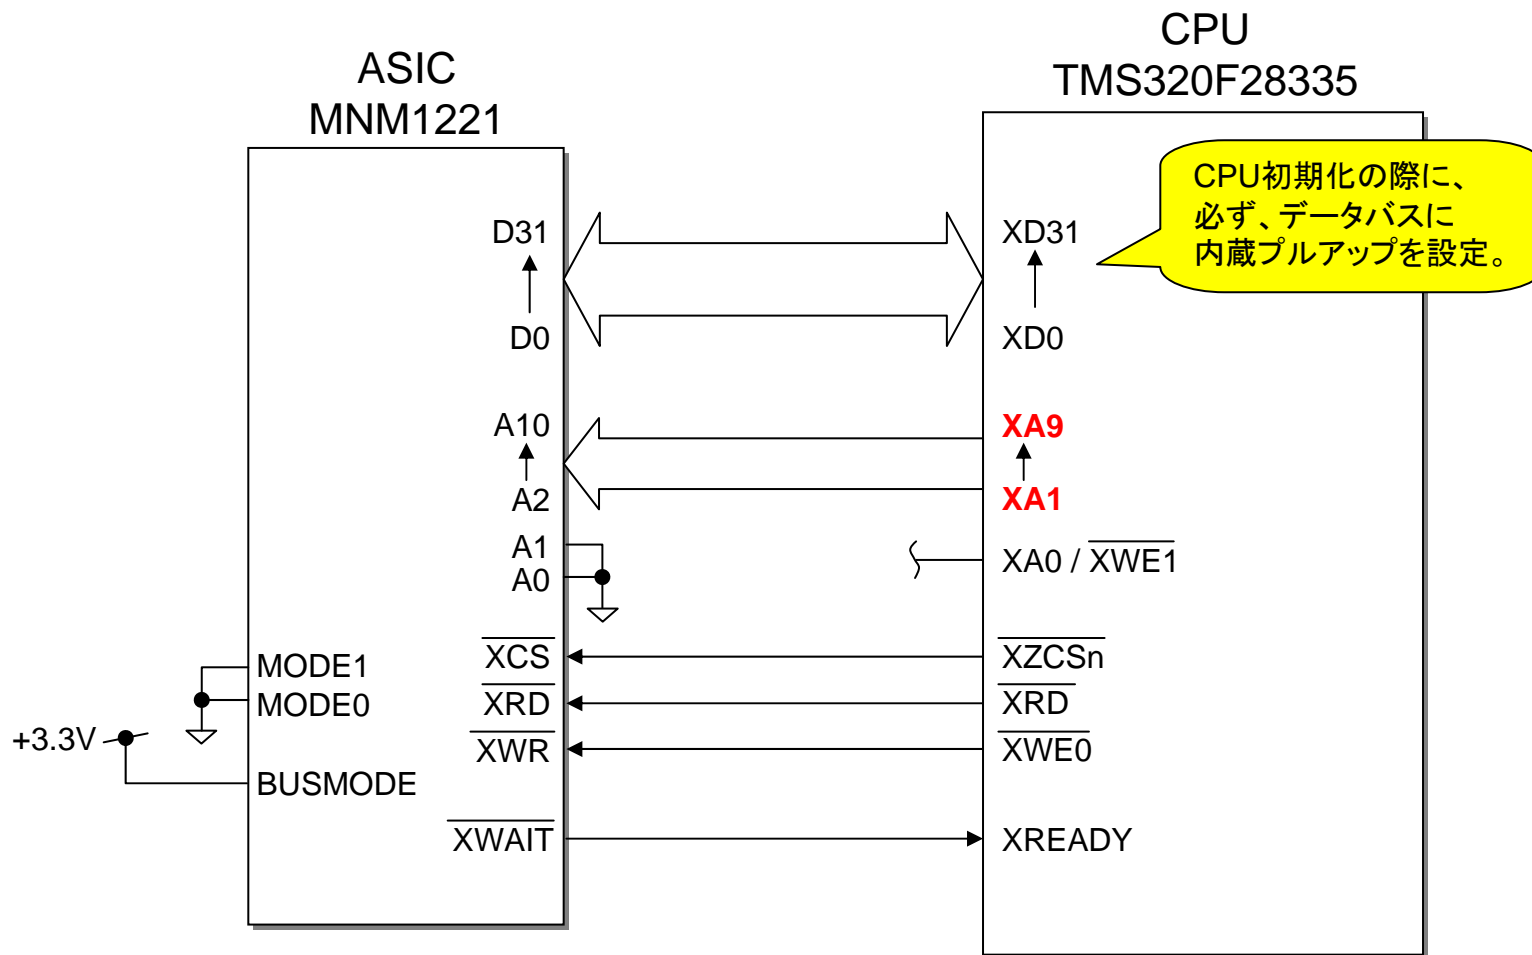 ASIC
MNM1221
CPU
TMS320F28335
CPU初期化の際に、
必ず、データバスに
内蔵プルアップを設定。
D31
XD31
D0
XD0
A10
XA9
A2
XA1
A1
A0
XA0 / XWE1
XCS
XZCSn
MODE1
XRD
XRD
MODE0
XWR
XWE0
+3.3V
BUSMODE
XWAIT
XREADY